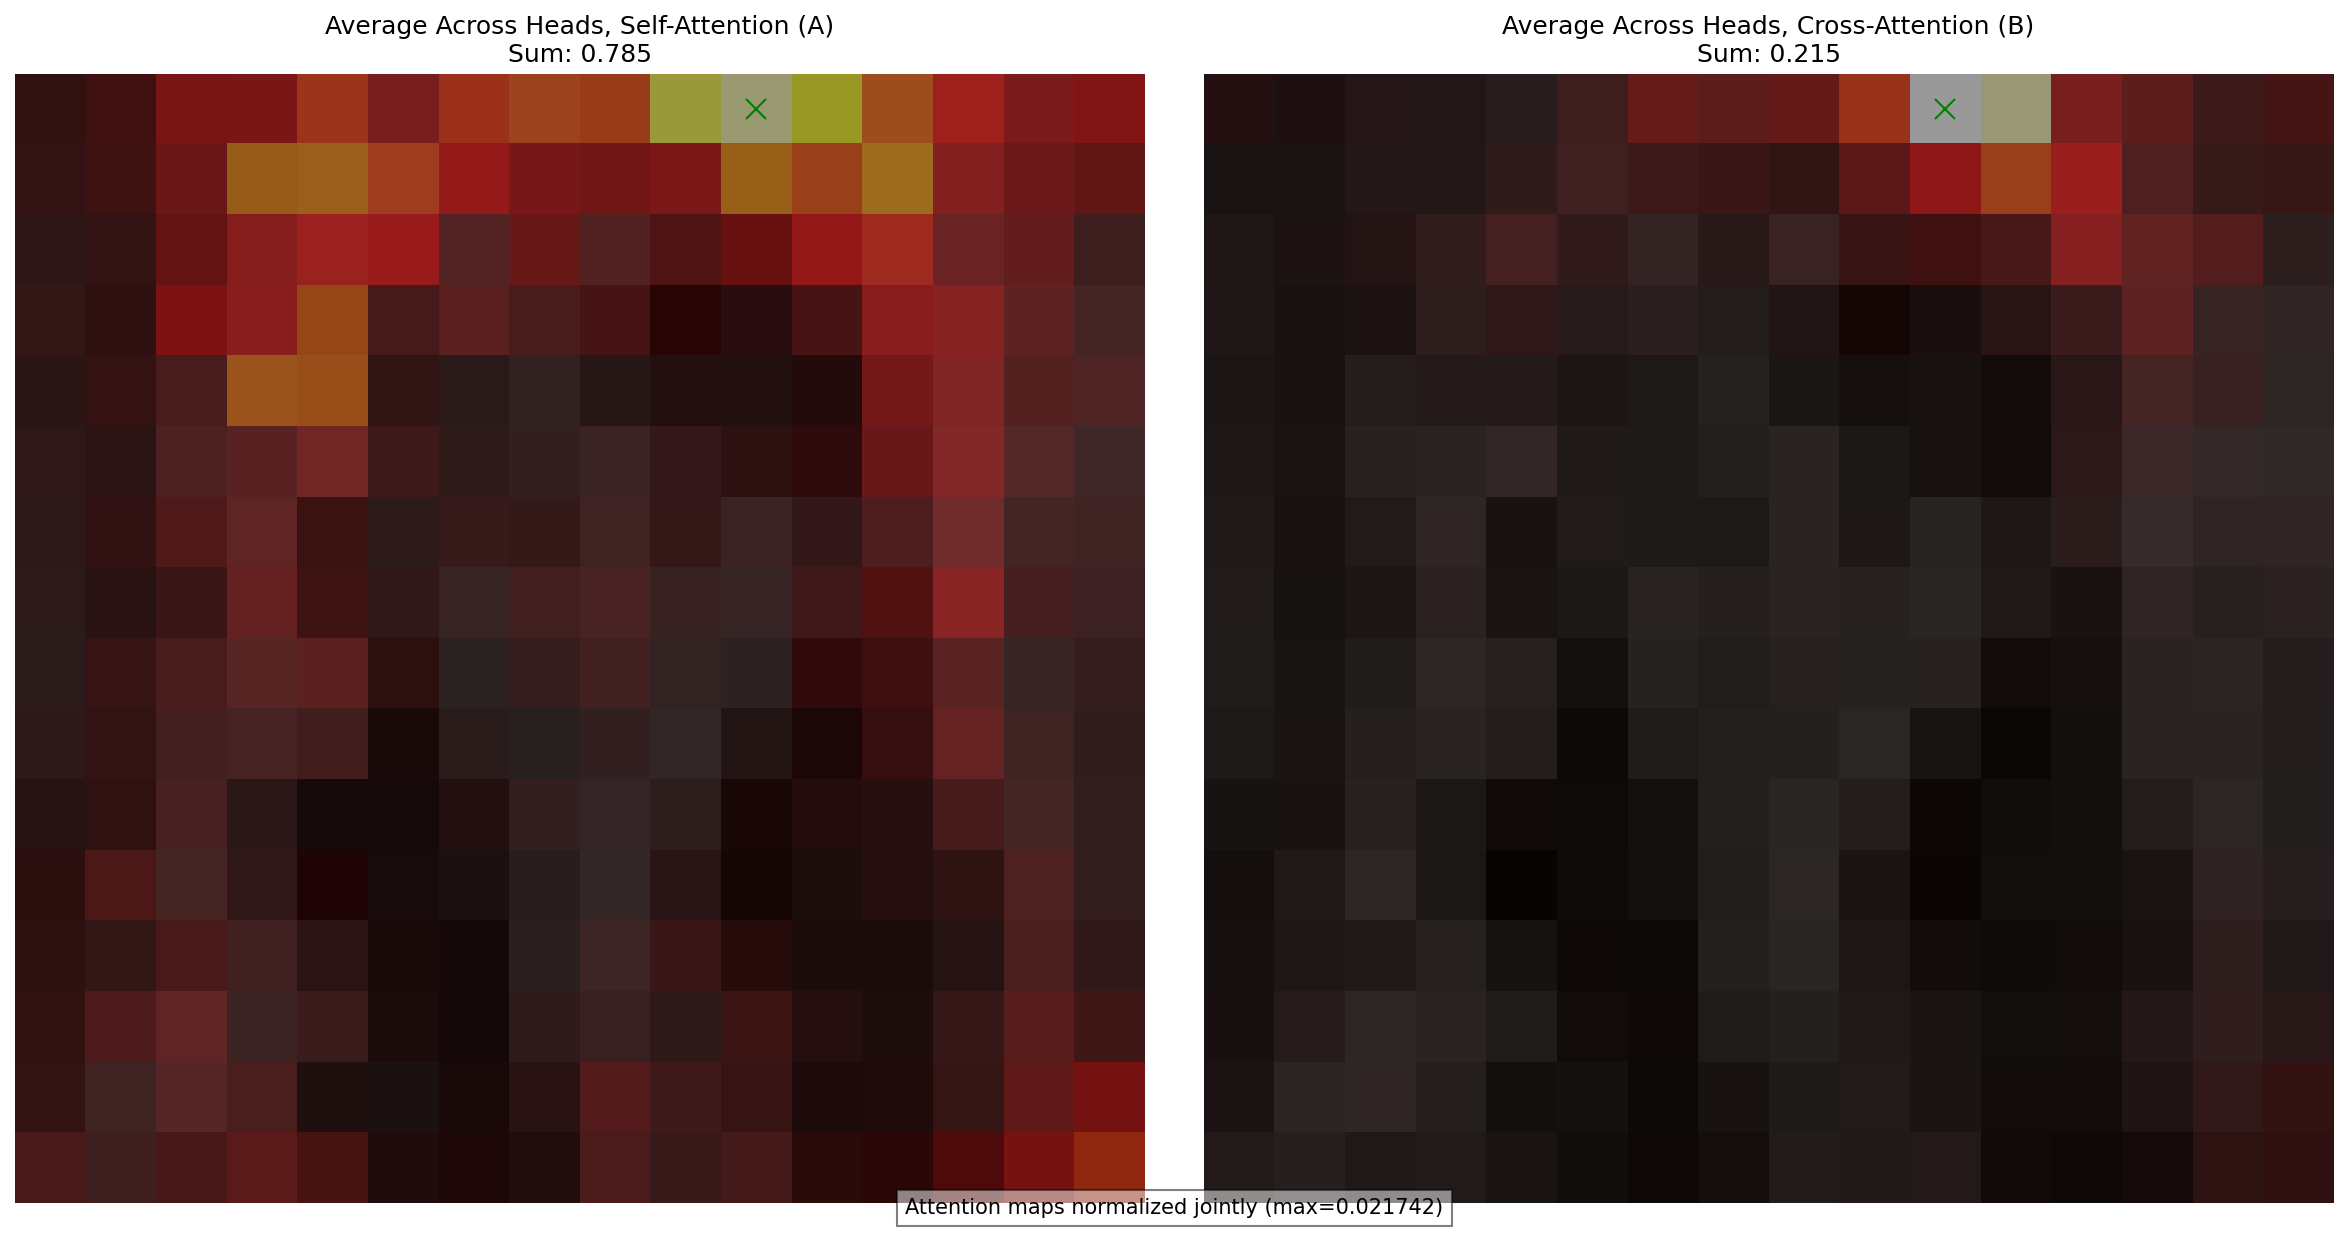 Average Across Heads, Self-Attention (A)
Sum: 0.785
Average Across Heads, Cross-Attention (B)
Sum: 0.215
Attention maps normalized jointly (max=0.021742)